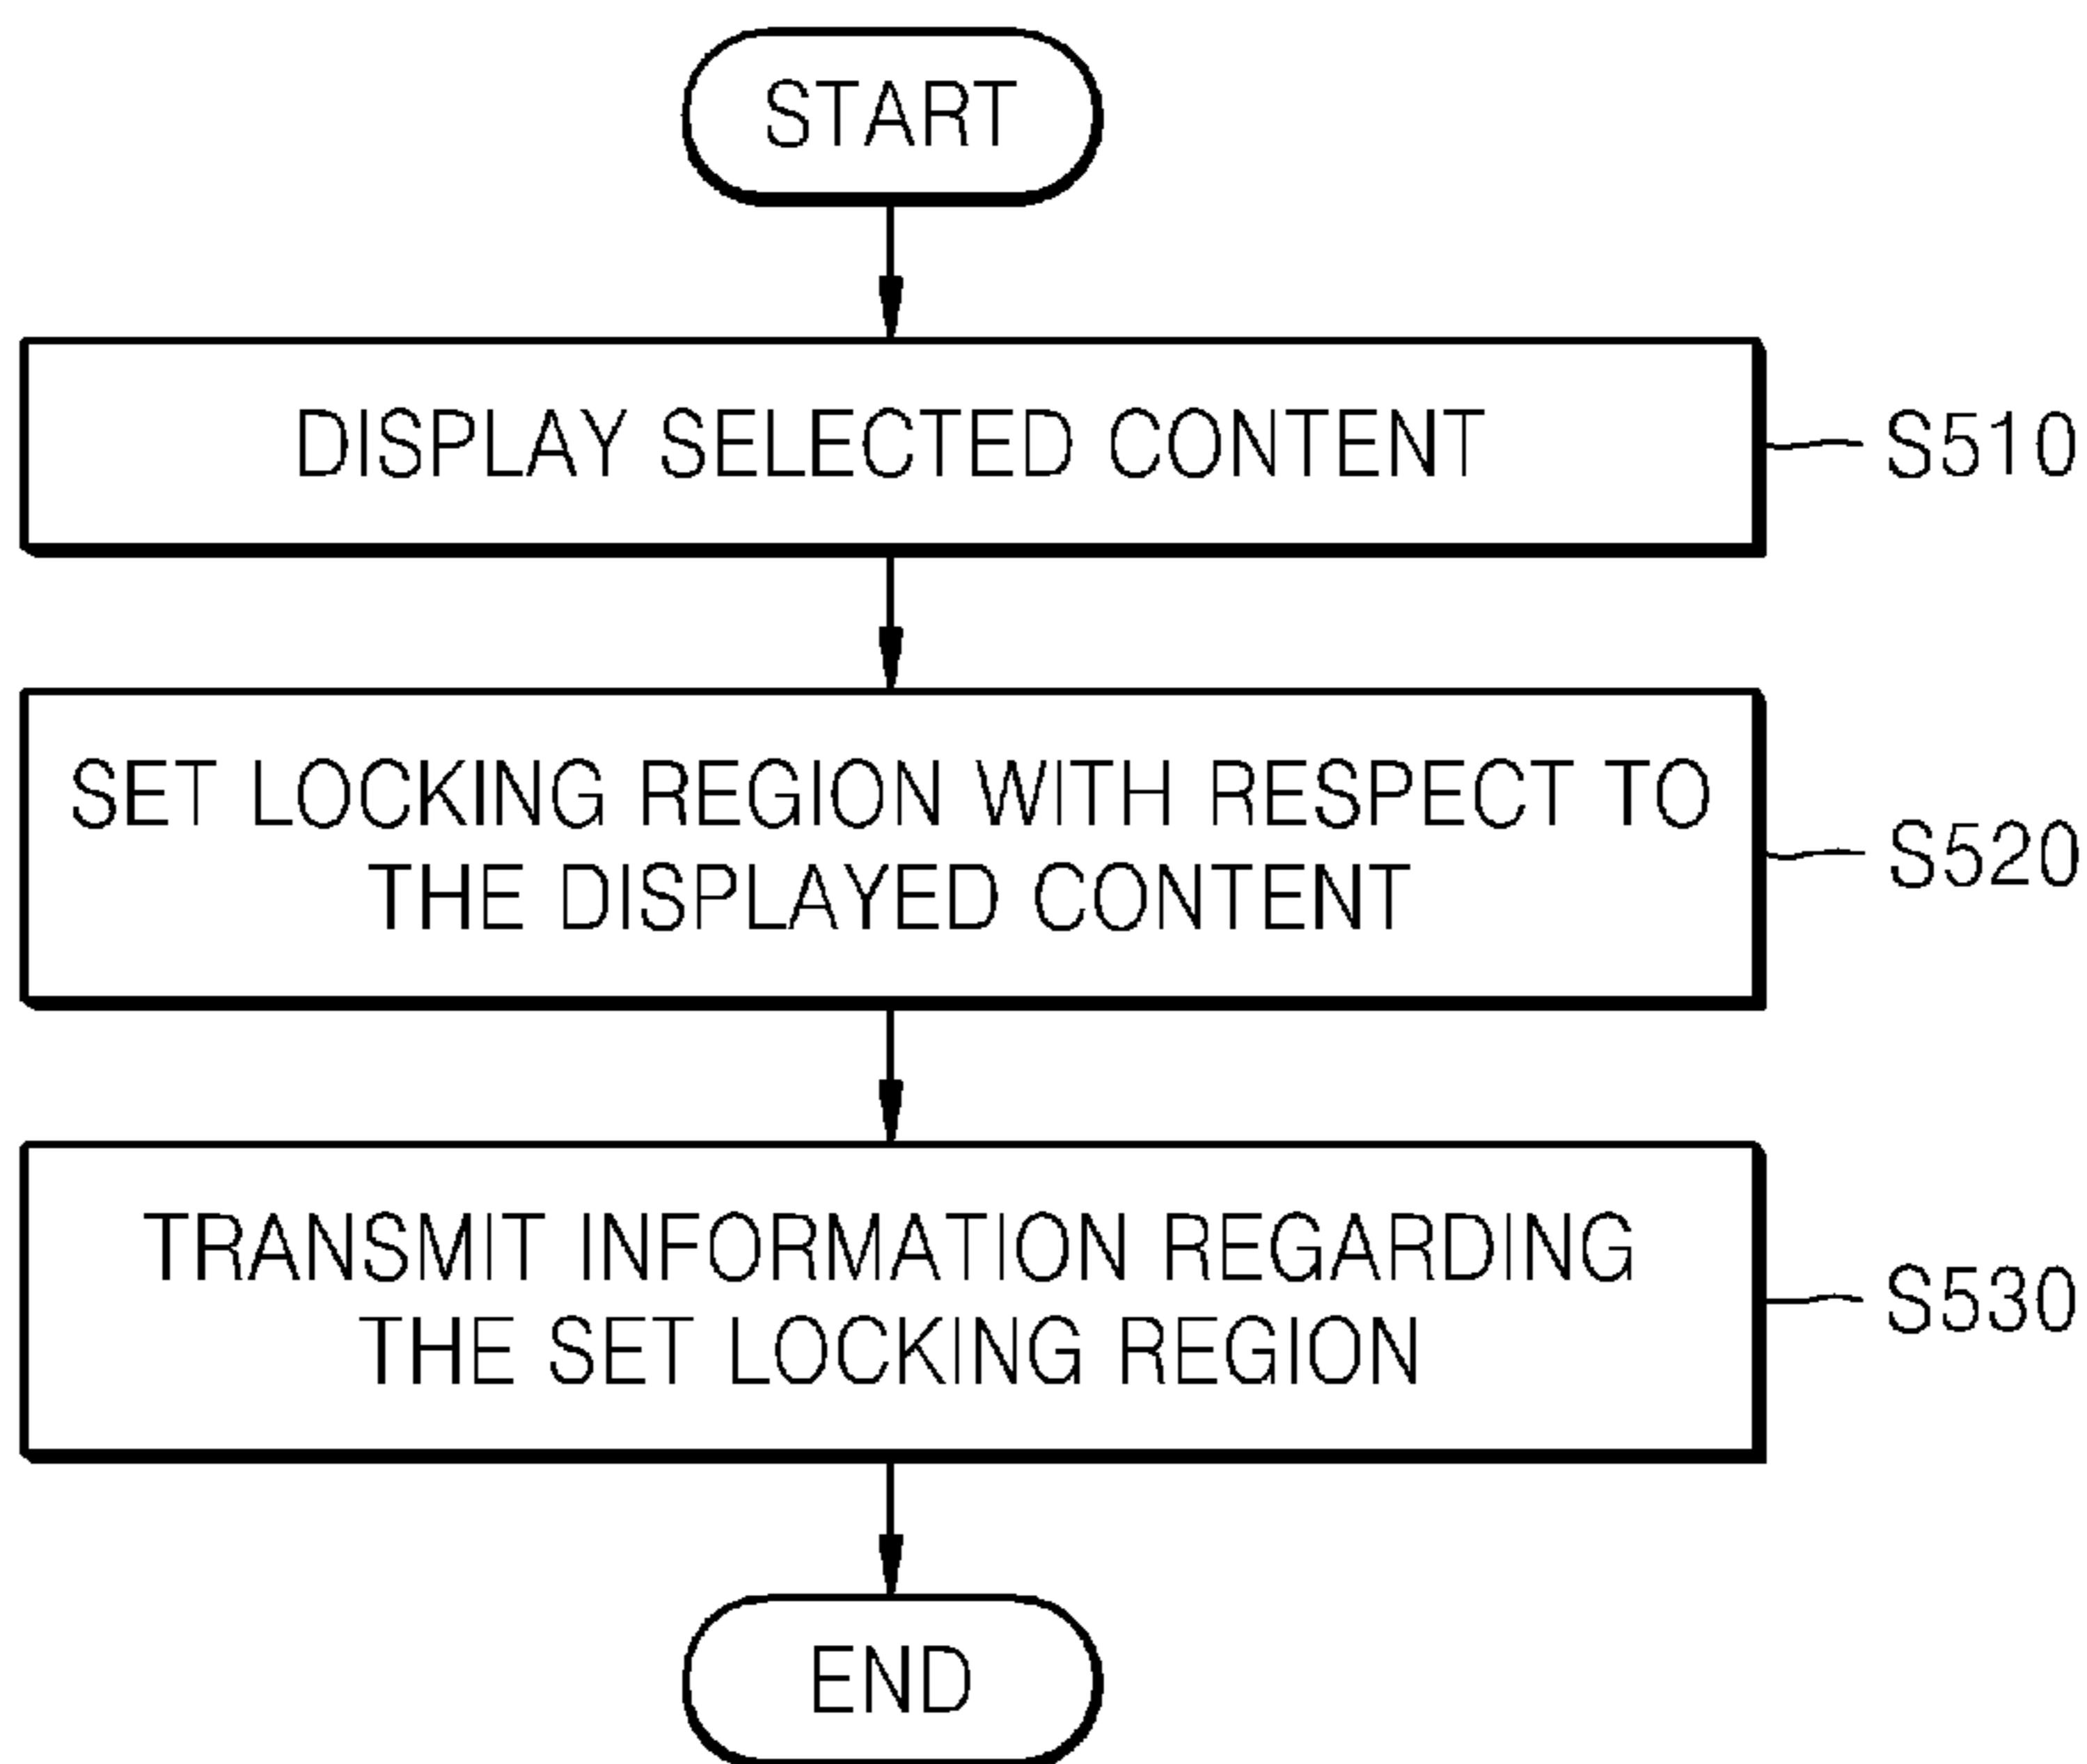 START
DISPLAY SELECTED CONTENT
S510
SET LOCKING REGION WITH RESPECT TO
THE DISPLAYED CONTENT
S520
TRANSMIT INFORMATION REGARDING
THE SET LOCKING REGION
S530
END